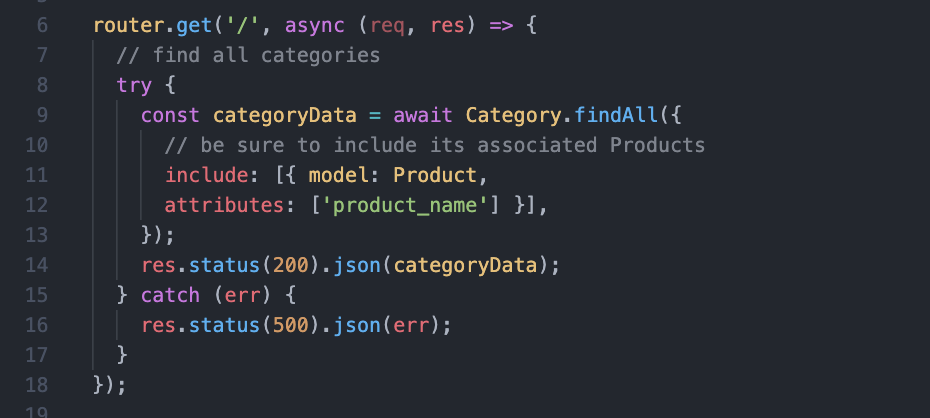 6 router.get('/', async (req, res) => {
7 // find all categories
8 try {
9 const categoryData = await Category.findAll({
10 // be sure to include its associated Products
11 include: [{ model: Product,
12 attributes: ['product_name'] }],
13 });
14 res.status(200).json(categoryData);
15 } catch (err) {
16 res.status(500).json(err);
17 }
18 });
19